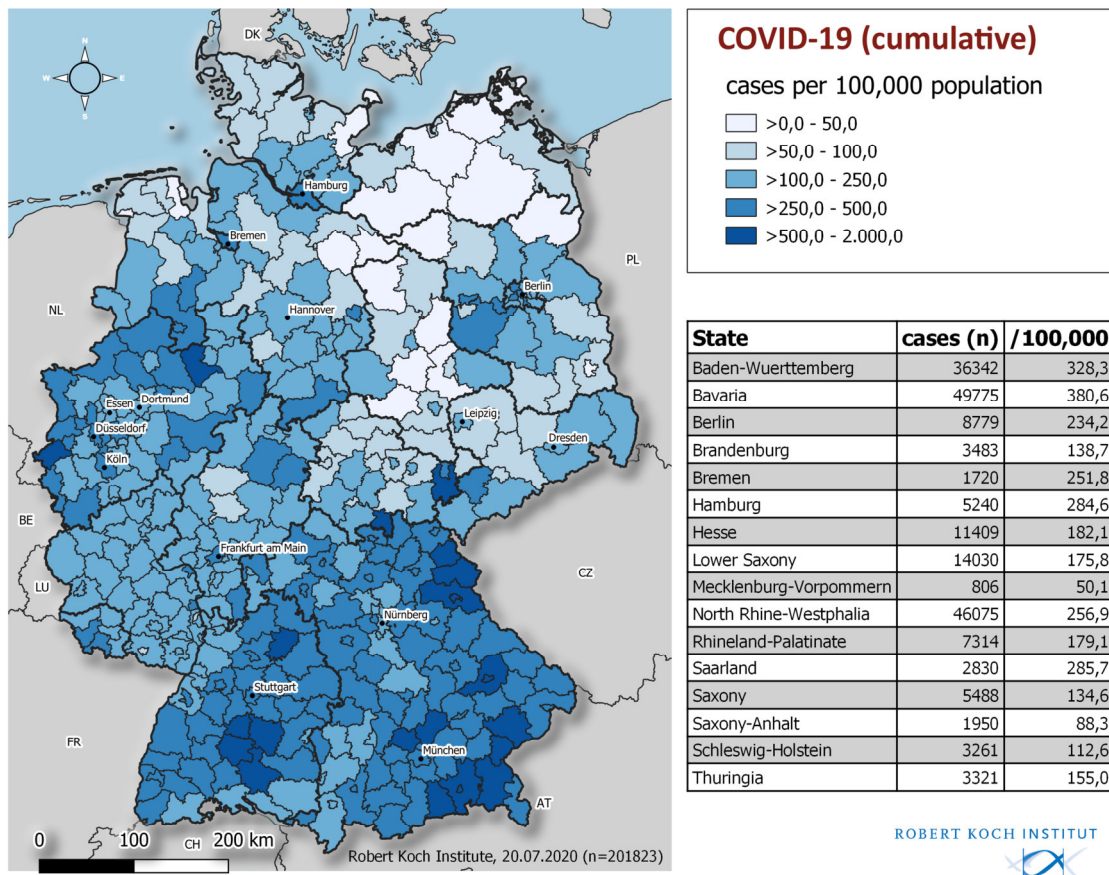 COVID-19 (cumulative)
cases per 100,000 population
>0,0 - 50,0
>50,0 - 100,0
>100,0 - 250,0
>250,0 - 500,0
>500,0 - 2.000,0
N
W E
S
DK
Hamburg
Bremen
PL
Berlin
NL
Hannover
Essen
Dortmund
Düsseldorf
Leipzig
Dresden
Köln
BE
Frankfurt am Main
LU
CZ
Nürnberg
Stuttgart
FR
München
AT
CH
0 100 200 km
Robert Koch Institute, 20.07.2020 (n=201823)
State cases (n) /100,000
Baden-Wuerttemberg 36342 328,3
Bavaria 49775 380,6
Berlin 8779 234,2
Brandenburg 3483 138,7
Bremen 1720 251,8
Hamburg 5240 284,6
Hesse 11409 182,1
Lower Saxony 14030 175,8
Mecklenburg-Vorpommern 806 50,1
North Rhine-Westphalia 46075 256,9
Rhineland-Palatinate 7314 179,1
Saarland 2830 285,7
Saxony 5488 134,6
Saxony-Anhalt 1950 88,3
Schleswig-Holstein 3261 112,6
Thuringia 3321 155,0
ROBERT KOCH INSTITUT